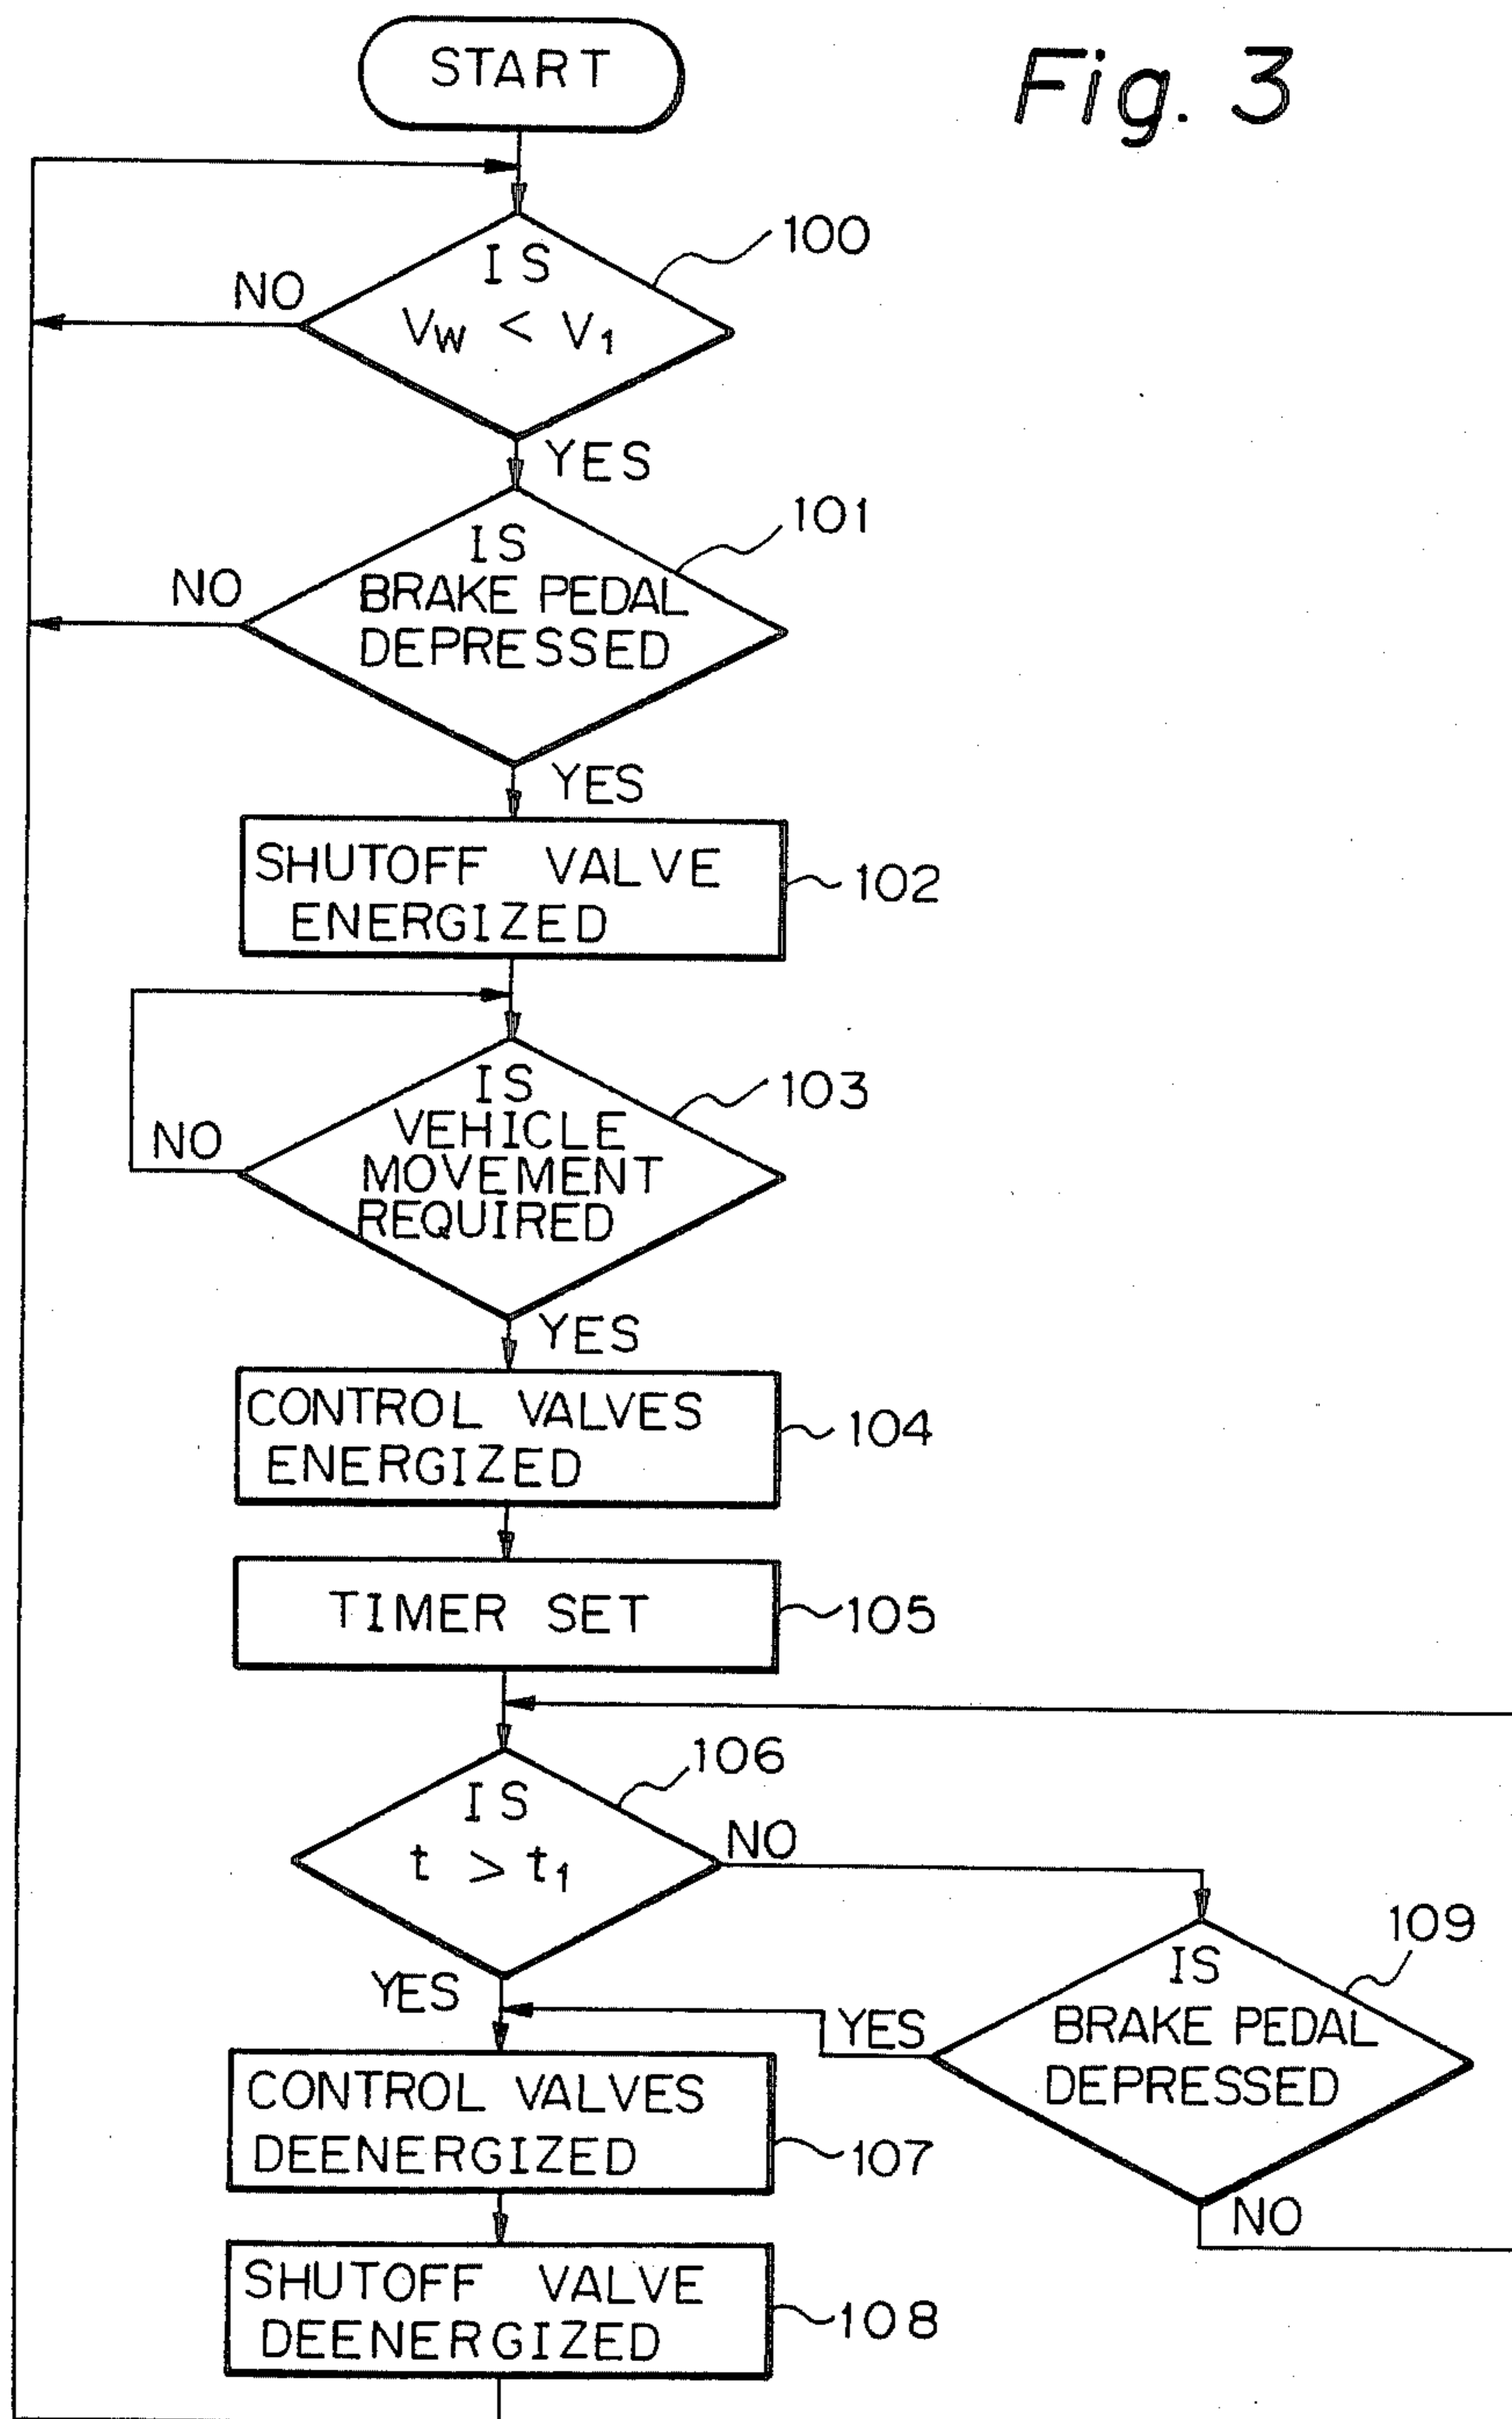 START
Fig. 3
100
IS
NO
Vw < V1
YES
101
IS
NO
BRAKE PEDAL
DEPRESSED
YES
SHUTOFF VALVE
ENERGIZED
102
IS
103
VEHICLE
NO
MOVEMENT
REQUIRED
YES
CONTROL VALVES
ENERGIZED
104
TIMER SET
105
106
IS
NO
t > t1
109
YES
IS
YES
BRAKE PEDAL
DEPRESSED
CONTROL VALVES
DEENERGIZED
107
NO
SHUTOFF VALVE
DEENERGIZED
108